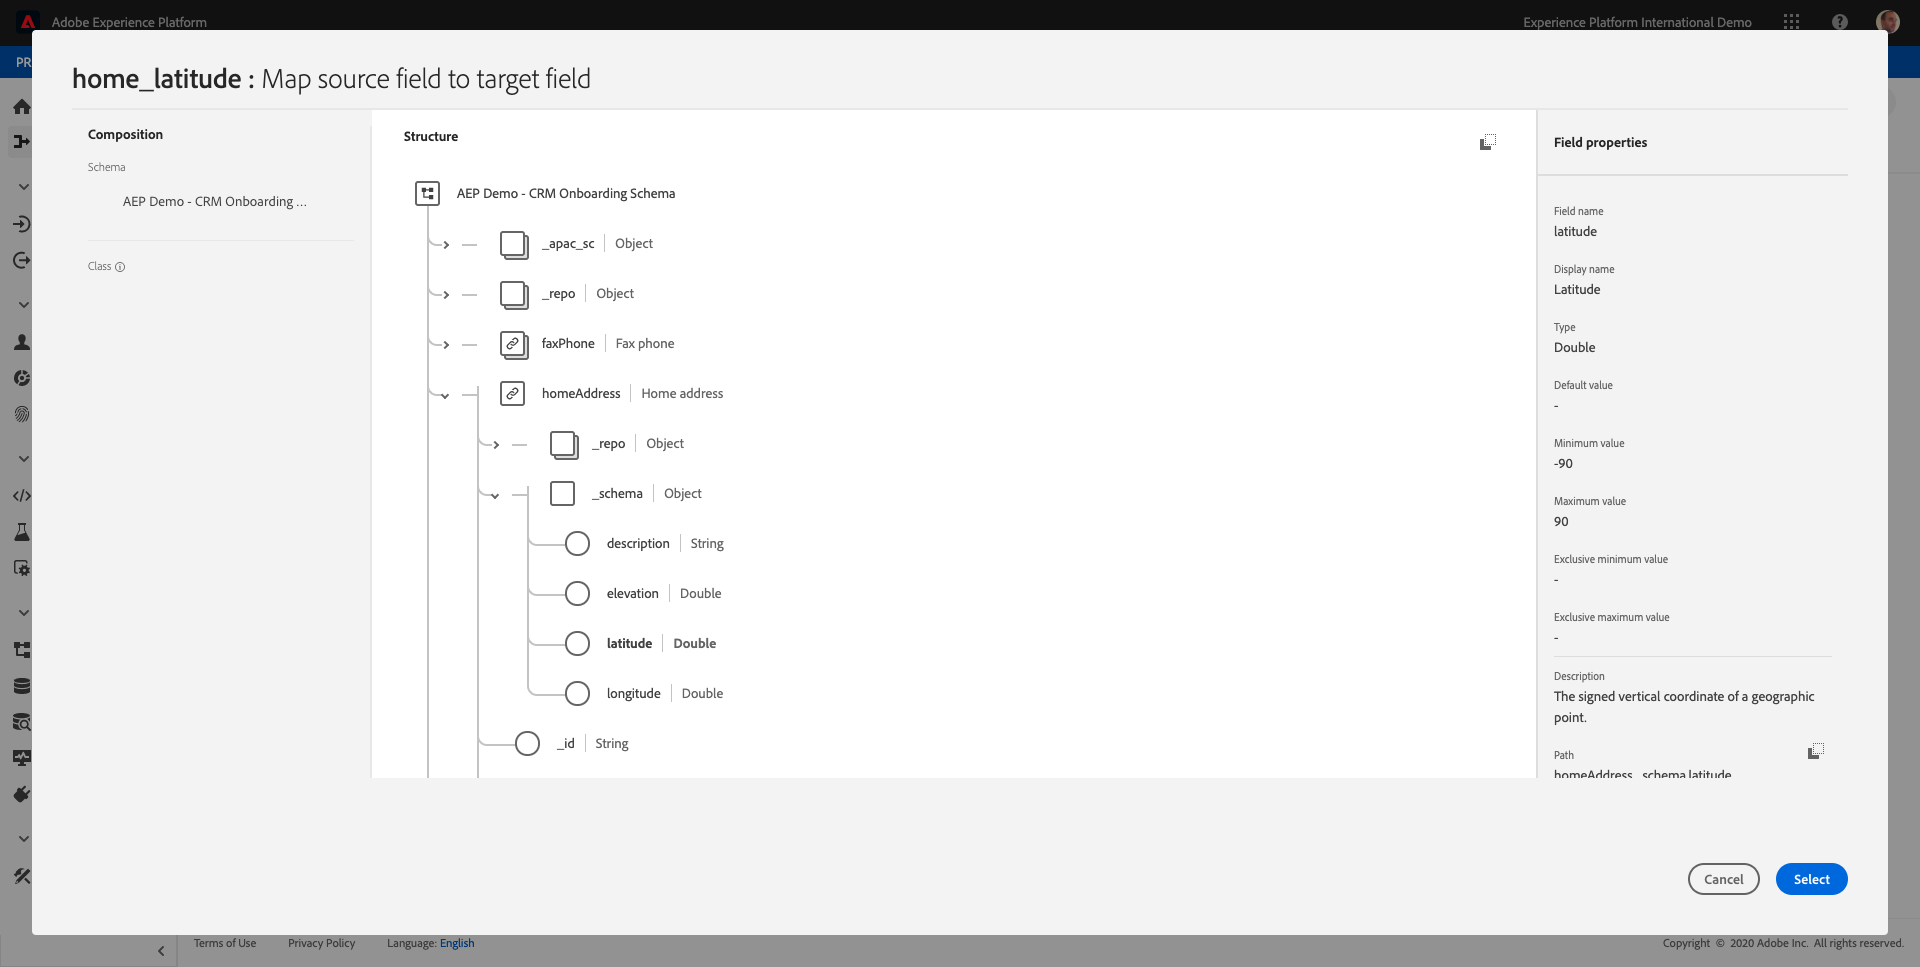 Adobe Experience Platform
Experience Platform International Demo
PR
home_latitude : Map source field to target field
Composition
Schema
AEP Demo - CRM Onboarding ...
Class
Structure
AEP Demo - CRM Onboarding Schema
_apac_sc Object
_repo Object
faxPhone Fax phone
homeAddress Home address
_repo Object
_schema Object
description String
elevation Double
latitude Double
longitude Double
_id String
Field properties
Field name
latitude
Display name
Latitude
Type
Double
Default value
-
Minimum value
-90
Maximum value
90
Exclusive minimum value
-
Exclusive maximum value
-
Description
The signed vertical coordinate of a geographic
point.
Path
homeAddress._schema.latitude
Cancel
Select
Terms of Use
Privacy Policy
Language: English
Copyright © 2020 Adobe Inc. All rights reserved.